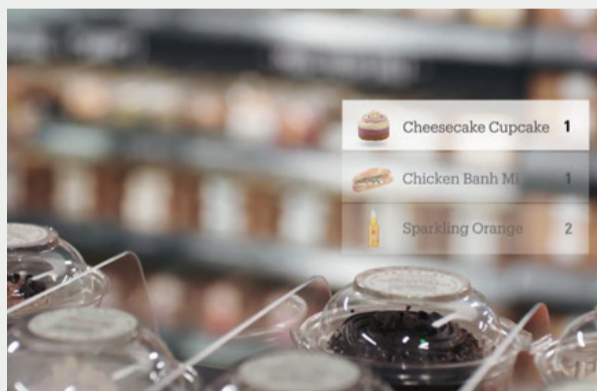 Cheesecake Cupcake 1
Chicken Banh Mi 1
Sparkling Orange 2